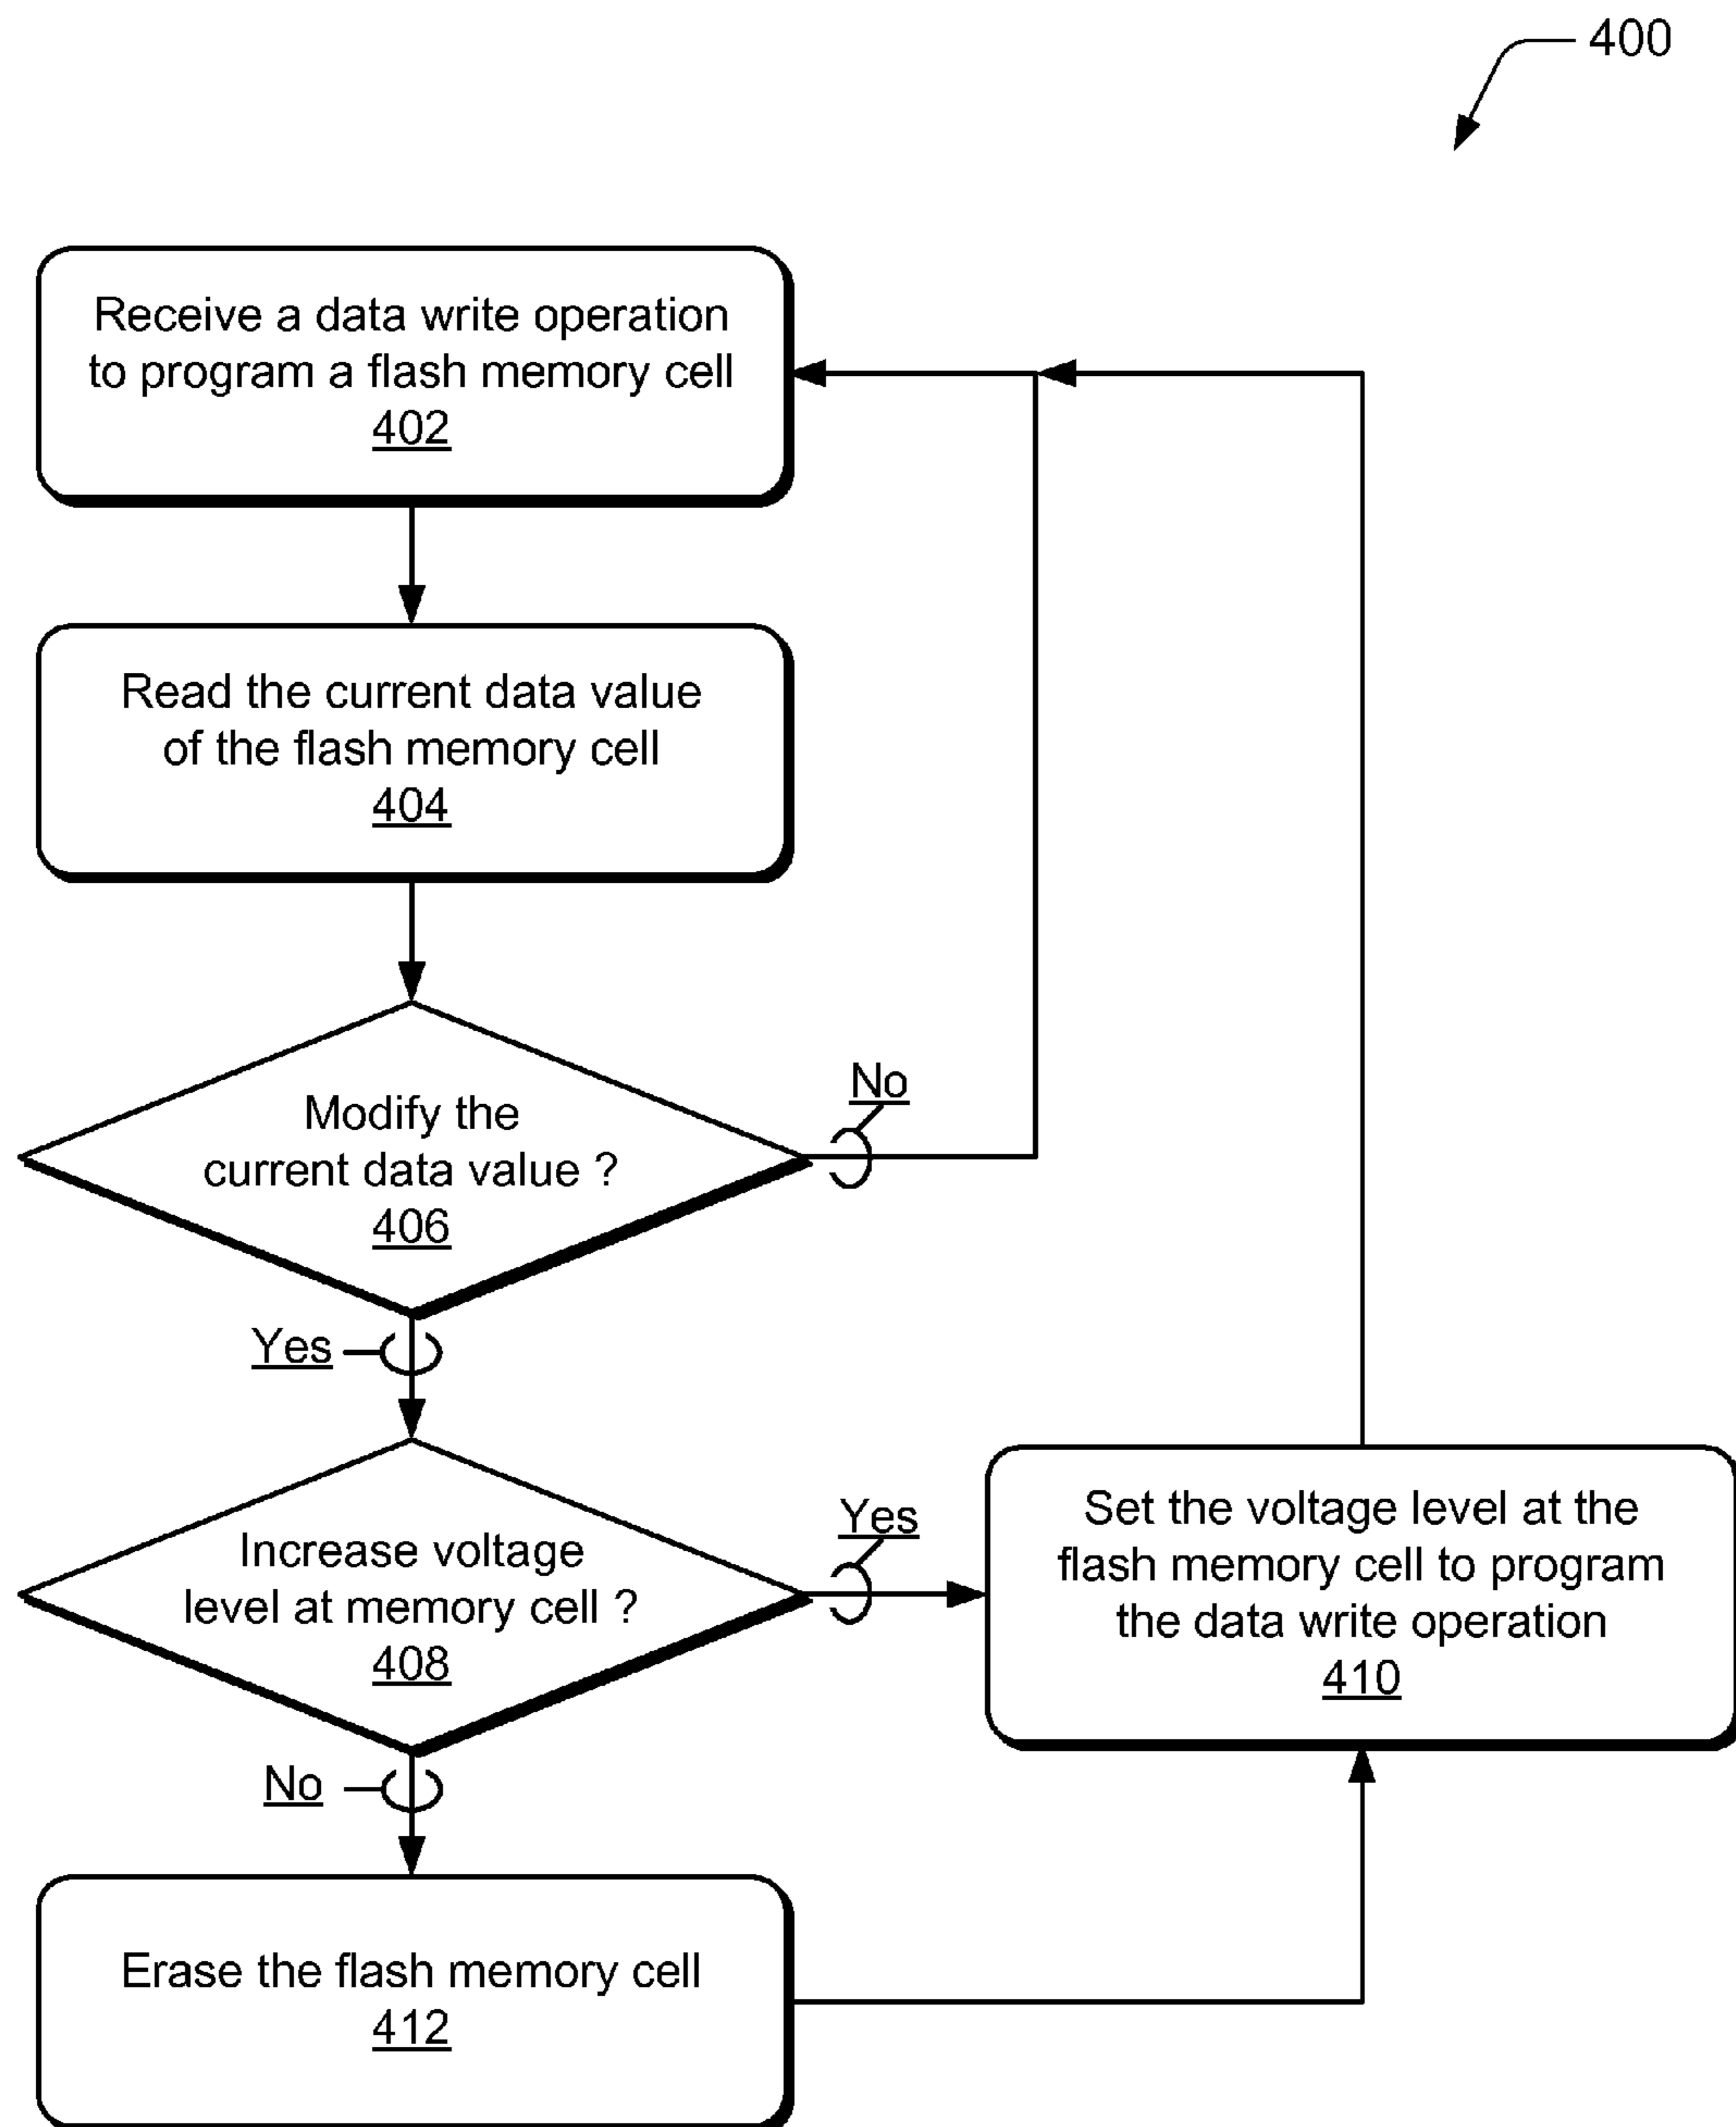 400
Receive a data write operation
to program a flash memory cell
402
Read the current data value
of the flash memory cell
404
No
Modify the
current data value ?
406
Yes
Increase voltage
level at memory cell ?
408
Yes
Set the voltage level at the
flash memory cell to program
the data write operation
410
No
Erase the flash memory cell
412